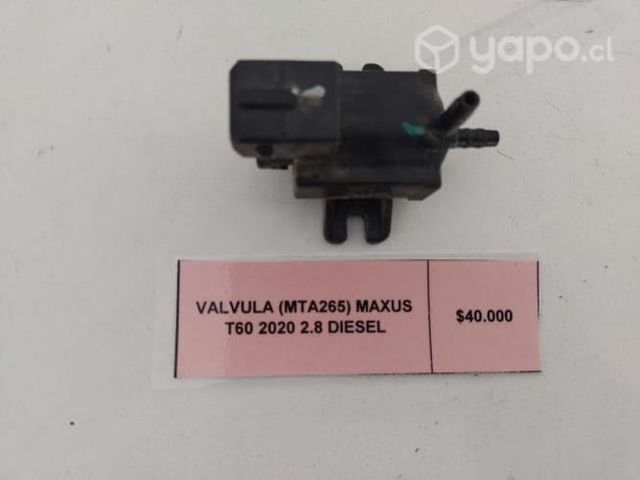 yapo.cl
VALVULA (MTA265) MAXUS
T60 2020 2.8 DIESEL
$40.000